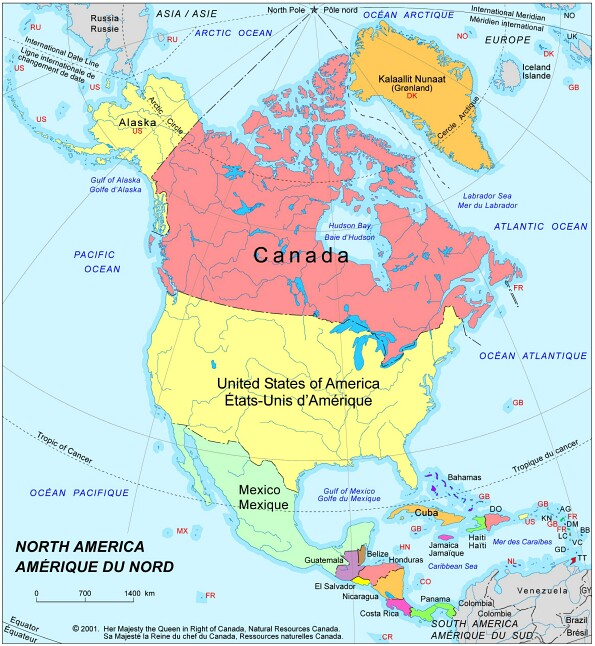 RU
Russia
Russie
ASIA / ASIE
North Pole
Pôle nord
OCÉAN ARCTIQUE
International Meridian
Méridien international
NO
UK
RU
ARCTIC OCEAN
NO
EUROPE
DK
International Date Line
Ligne internationale de
changement de date
RU
US
US
US
Kalaallit Nunaat
(Grønland)
DK
Iceland
Islande
GB
Arctic Circle
Cercle Arctique
Alaska
US
Gulf of Alaska
Golfe d'Alaska
Labrador Sea
Mer du Labrador
Hudson Bay
Baie d'Hudson
ATLANTIC OCEAN
PACIFIC
OCEAN
Canada
FR
OCÉAN ATLANTIQUE
United States of America
États-Unis d'Amérique
GB
Tropic of Cancer
Tropique du cancer
OCÉAN PACIFIQUE
Mexico
Mexique
Gulf of Mexico
Golfe du Mexique
Bahamas
GB
Cuba
DO
GB
US
KN
GB
AG
FR
DM
FR
BB
LC
VC
GD
TT
Haiti
Haïti
Jamaica
Jamaïque
Mer des Caraïbes
Caribbean Sea
MX
HN
Belize
Guatemala
Honduras
El Salvador
Nicaragua
CO
NL
Costa Rica
Panama
Colombia
Colombie
Venezuela
GY
Brazil
Brésil
SOUTH AMERICA
AMÉRIQUE DU SUD
NORTH AMERICA
AMÉRIQUE DU NORD
0
700
1400
km
FR
CR
Equator
Équateur
© 2001. Her Majesty the Queen in Right of Canada, Natural Resources Canada.
Sa Majesté la Reine du chef du Canada, Ressources naturelles Canada.